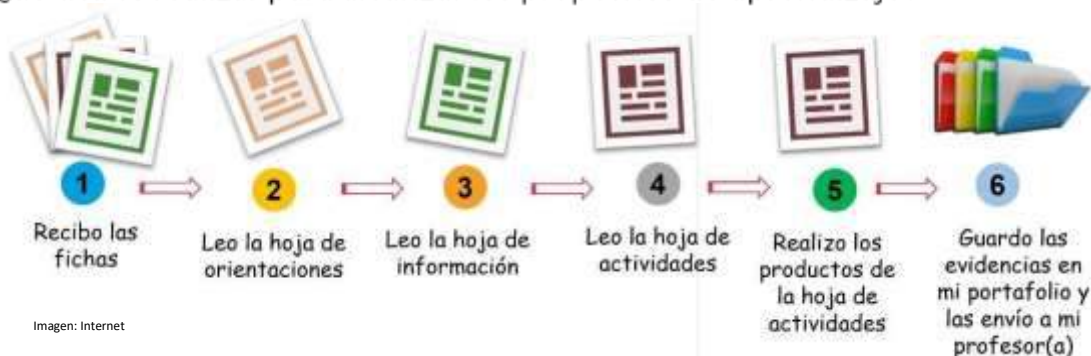 1
Recibo las
fichas
2
Leo la hoja de
orientaciones
3
Leo la hoja de
información
4
Leo la hoja de
actividades
5
Realizo los
productos de
la hoja de
actividades
6
Guardo las
evidencias en
mi portafolio y
las envío a mi
profesor(a)
Imagen: Internet